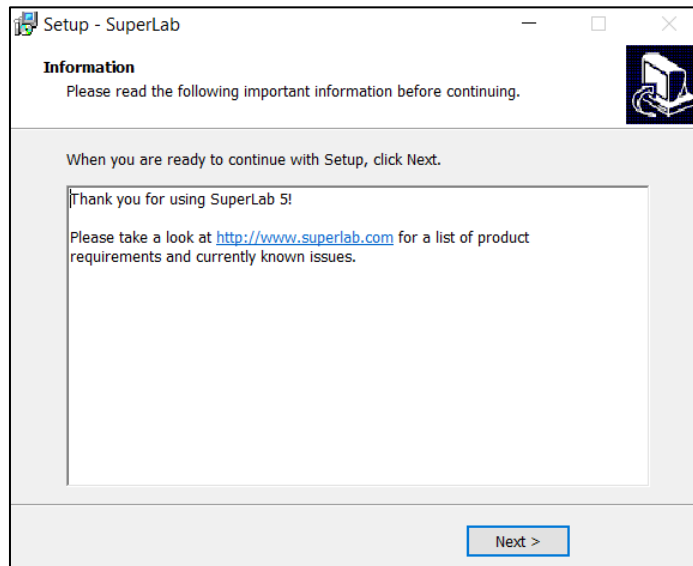 Setup - SuperLab
Information
Please read the following important information before continuing.
When you are ready to continue with Setup, click Next.
Thank you for using SuperLab 5!
Please take a look at http://www.superlab.com for a list of product
requirements and currently known issues.
Next >